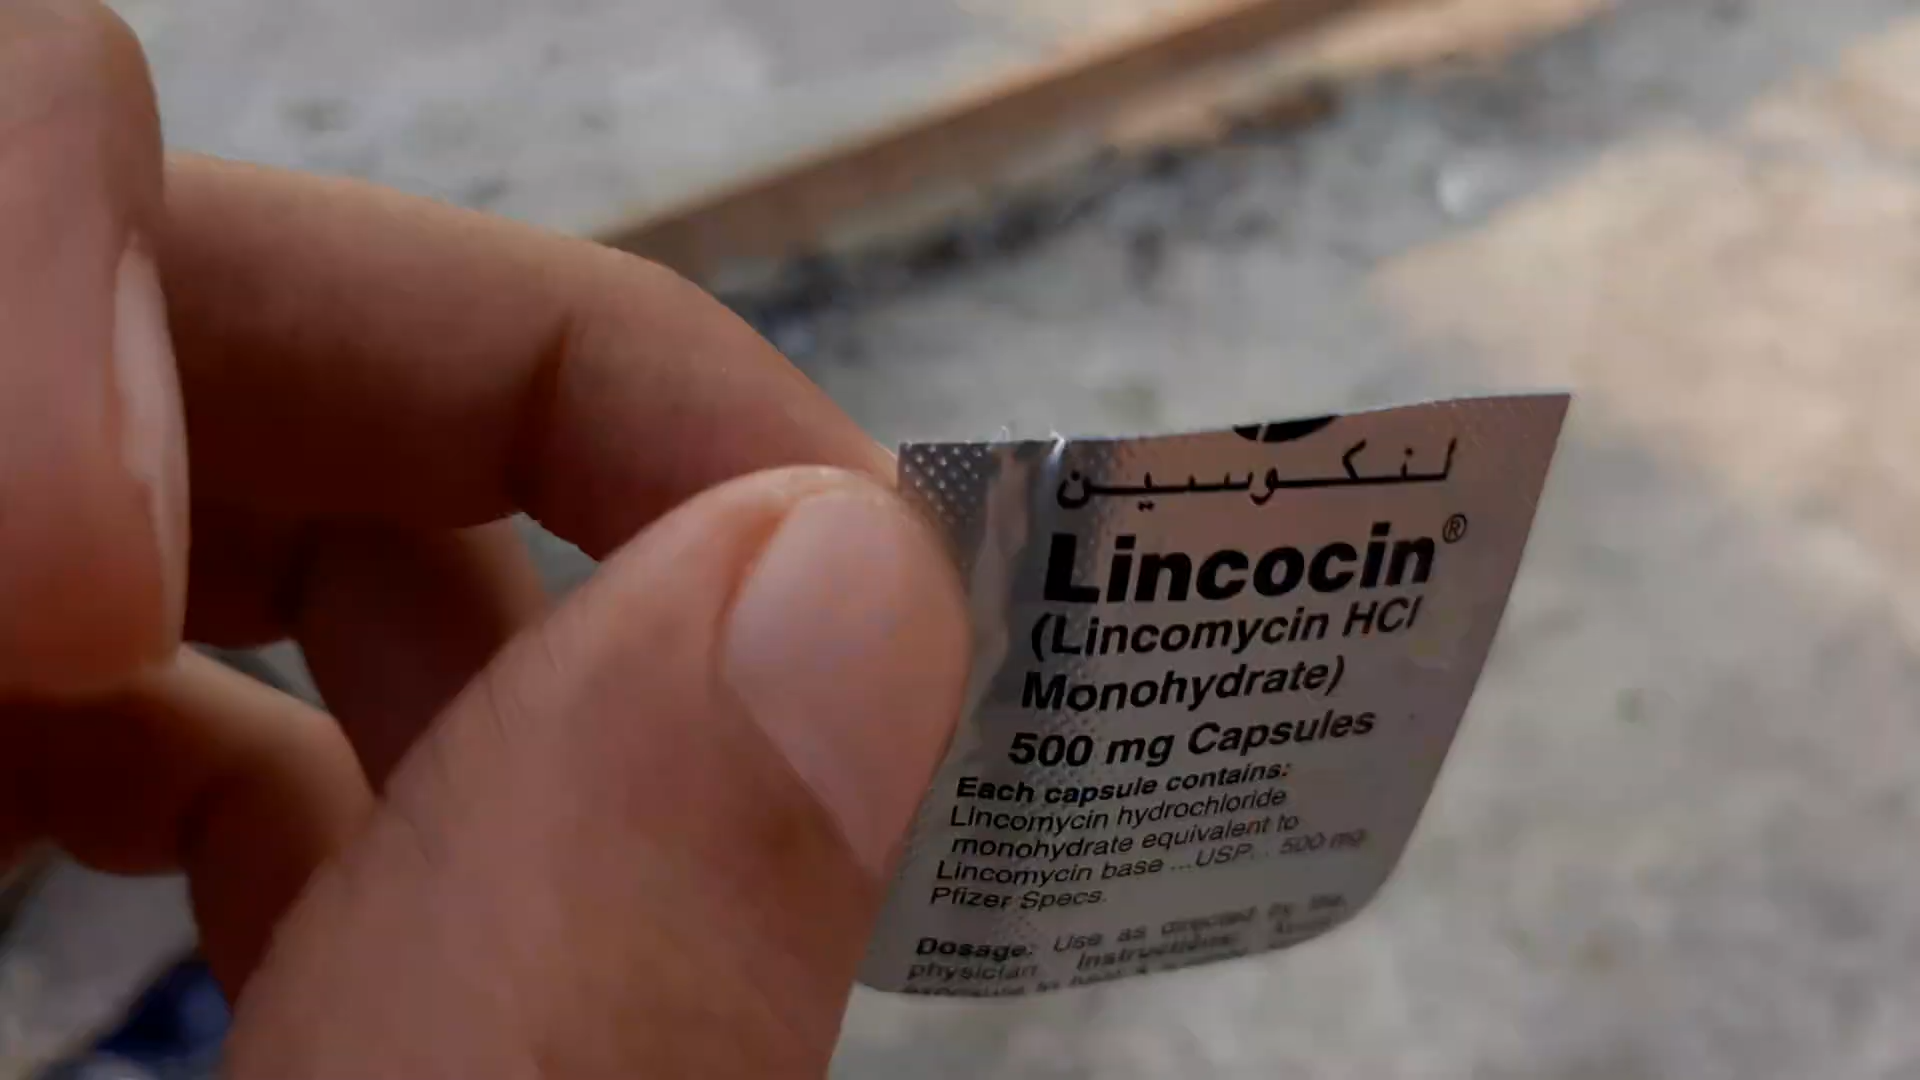 لنكوسين
Lincocin®
(Lincomycin HCl
Monohydrate)
500 mg Capsules
Each capsule contains:
Lincomycin hydrochloride
monohydrate equivalent to
Lincomycin base ...USP. . 500 mg
Pfizer Specs.
Dosage: Use as directed by the
physician. Instructions: